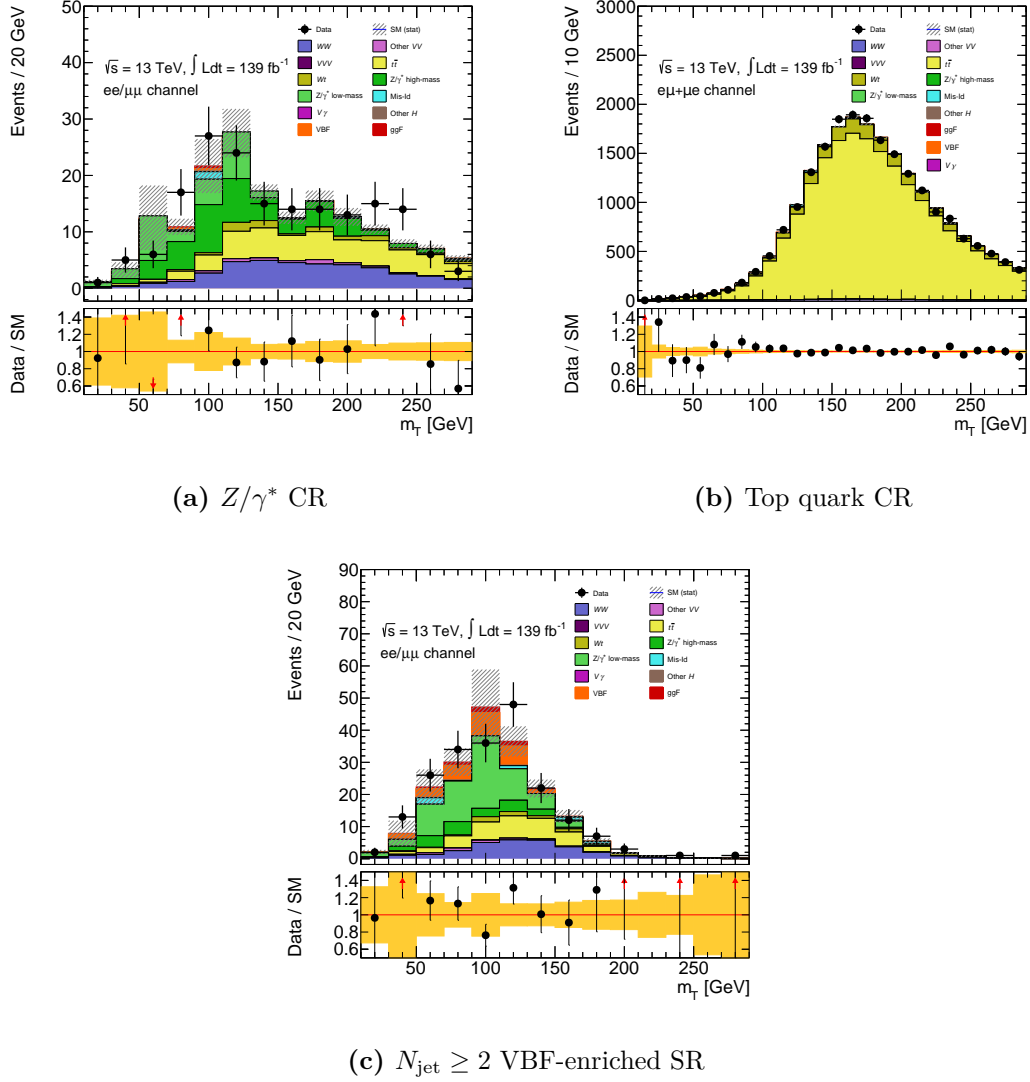 Events / 20 GeV
50
40
30
20
10
0
Data
SM (stat)
WW
Other VV
VVV
tt̄
Wt
Z/γ* high-mass
Z/γ* low-mass
Mis-Id
Vγ
Other H
VBF
ggF
√s = 13 TeV, ∫ Ldt = 139 fb⁻¹
ee/μμ channel
Data / SM
1.4
1.2
1
0.8
0.6
50 100 150 200 250
m_T [GeV]
(a) Z/γ* CR
Events / 10 GeV
3000
2500
2000
1500
1000
500
0
Data
SM (stat)
WW
Other VV
VVV
tt̄
Wt
Z/γ* high-mass
Z/γ* low-mass
Mis-Id
Other H
ggF
VBF
Vγ
√s = 13 TeV, ∫ Ldt = 139 fb⁻¹
eμ+μe channel
Data / SM
1.4
1.2
1
0.8
0.6
50 100 150 200 250
m_T [GeV]
(b) Top quark CR
Events / 20 GeV
90
80
70
60
50
40
30
20
10
0
Data
SM (stat)
WW
Other VV
VVV
tt̄
Wt
Z/γ* high-mass
Z/γ* low-mass
Mis-Id
Vγ
Other H
VBF
ggF
√s = 13 TeV, ∫ Ldt = 139 fb⁻¹
ee/μμ channel
Data / SM
1.4
1.2
1
0.8
0.6
50 100 150 200 250
m_T [GeV]
(c) N_jet ≥ 2 VBF-enriched SR